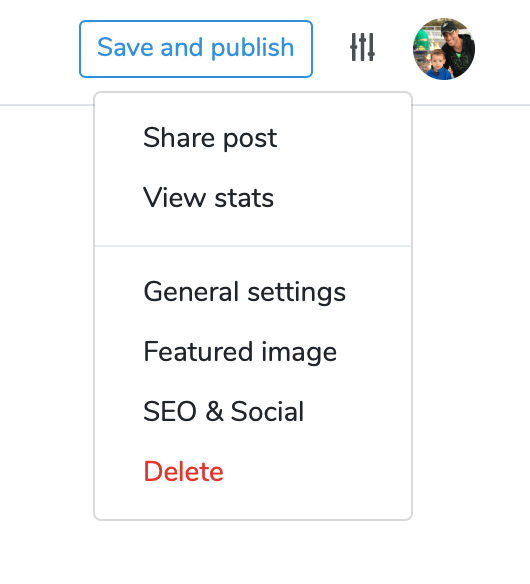 Save and publish
Share post
View stats
General settings
Featured image
SEO & Social
Delete